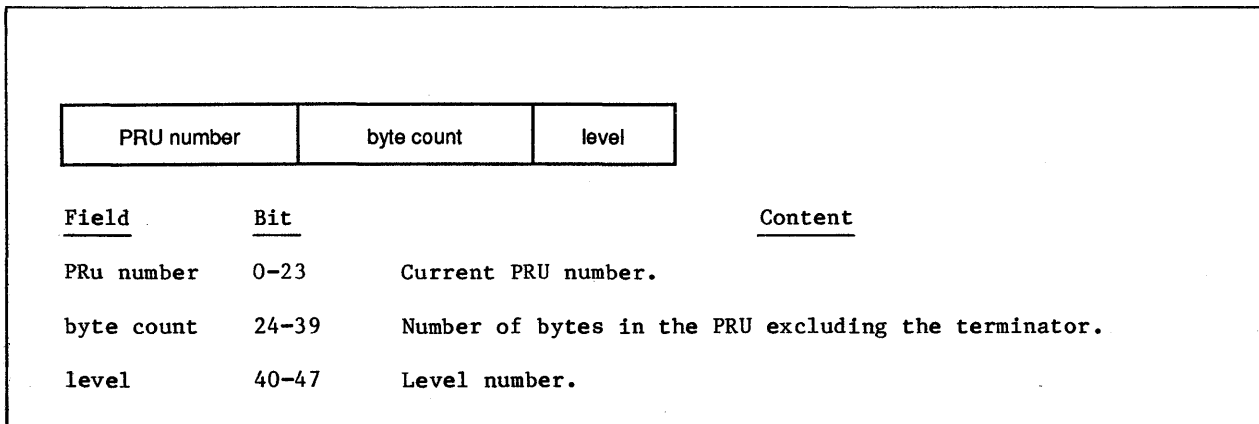 PRU number byte count level
Field Bit Content
PRu number 0-23 Current PRU number.
byte count 24-39 Number of bytes in the PRU excluding the terminator.
level 40-47 Level number.